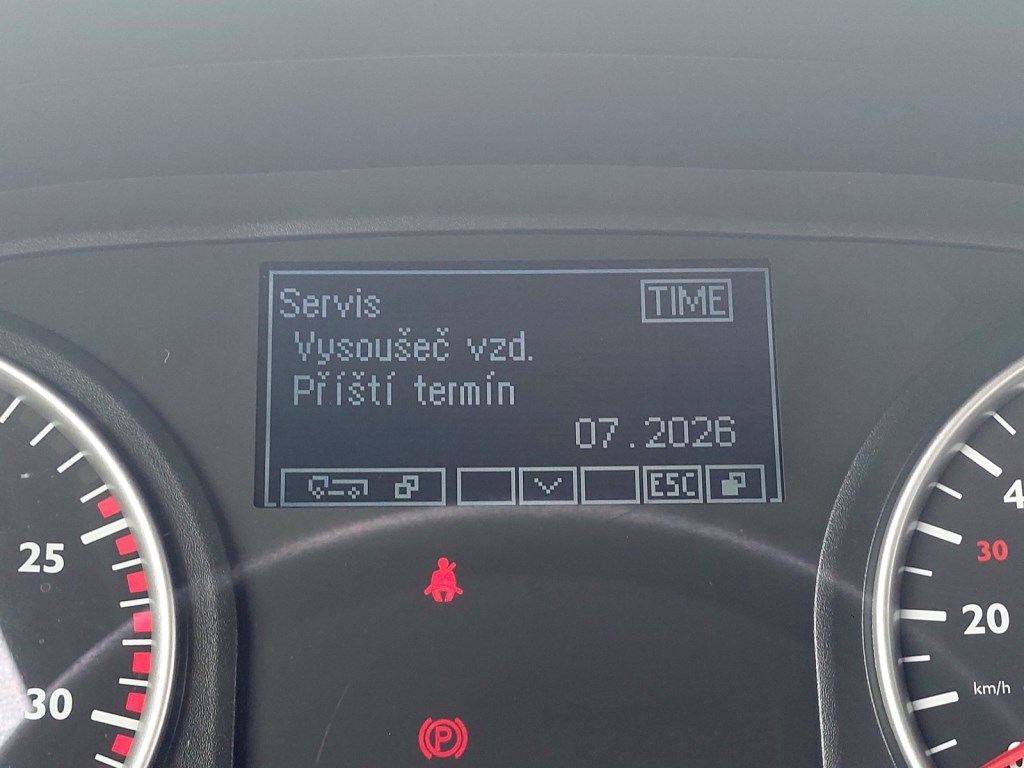 Servis TIME
Vysoušeč vzd.
Příští termín
07.2026
ESC
25
30
30
20
km/h
P